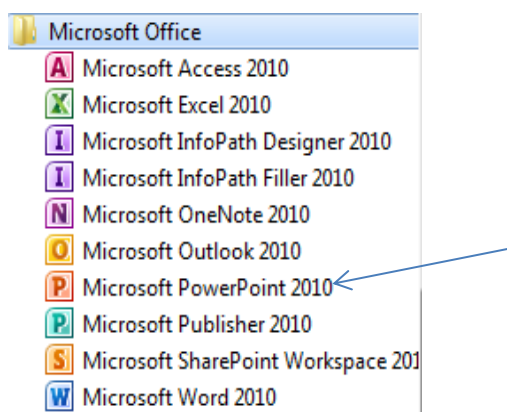 Microsoft Office
A Microsoft Access 2010
X Microsoft Excel 2010
I Microsoft InfoPath Designer 2010
I Microsoft InfoPath Filler 2010
N Microsoft OneNote 2010
O Microsoft Outlook 2010
P Microsoft PowerPoint 2010
P Microsoft Publisher 2010
S Microsoft SharePoint Workspace 201
W Microsoft Word 2010